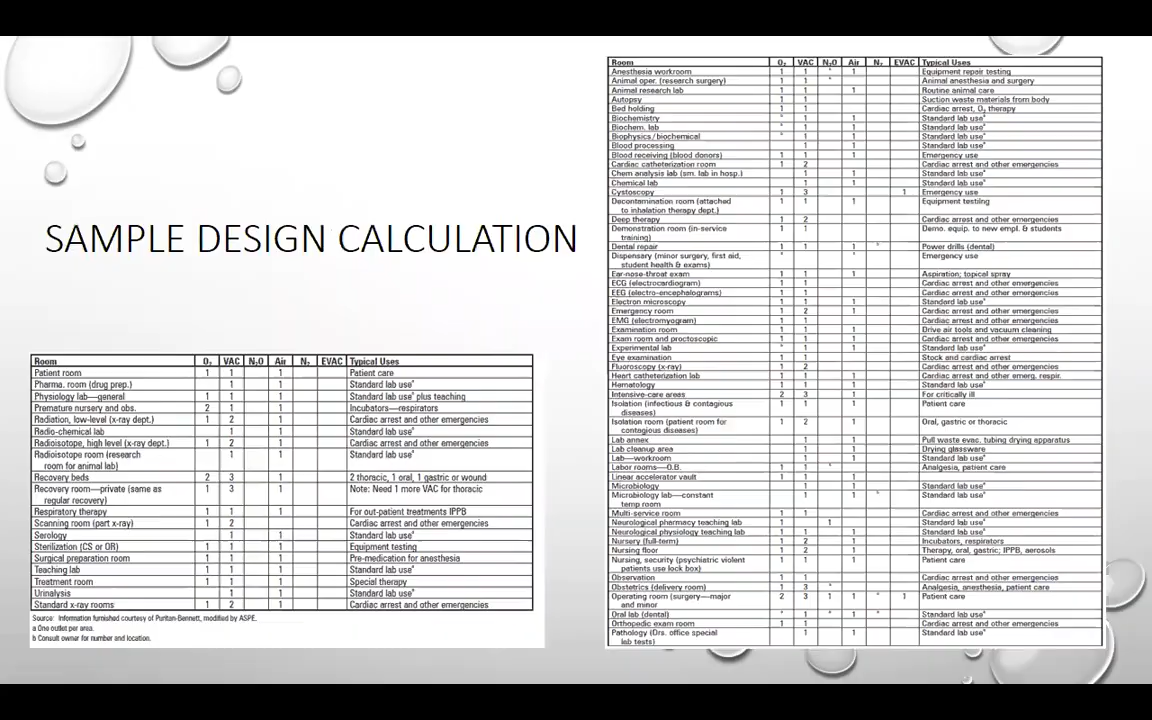 SAMPLE DESIGN CALCULATION
Room O₂ VAC N₂O Air N₂ EVAC Typical Uses
Patient room 1 1 1 Patient care
Pharma. room (drug prep.) 1 1 Standard lab useª
Physiology lab—general 1 1 1 Standard lab useª plus teaching
Premature nursery and obs. 2 1 1 Incubators—respirators
Radiation, low-level (x-ray dept.) 1 2 1 Cardiac arrest and other emergencies
Radio-chemical lab 1 1 Standard lab useª
Radioisotope, high level (x-ray dept.) 1 2 1 Cardiac arrest and other emergencies
Radioisotope room (research 1 1 Standard lab useª
room for animal lab)
Recovery beds 2 3 1 2 thoracic, 1 oral, 1 gastric or wound
Recovery room—private (same as 1 3 1 Note: Need 1 more VAC for thoracic
regular recovery)
Respiratory therapy 1 1 1 For out-patient treatments IPPB
Scanning room (part x-ray) 1 2 Cardiac arrest and other emergencies
Serology 1 1 Standard lab useª
Sterilization (CS or OR) 1 1 1 Equipment testing
Surgical preparation room 1 1 1 Pre-medication for anesthesia
Teaching lab 1 1 1 Standard lab useª
Treatment room 1 1 1 Special therapy
Urinalysis 1 1 Standard lab useª
Standard x-ray rooms 1 2 1 Cardiac arrest and other emergencies
Source: Information furnished courtesy of Puritan-Bennett, modified by ASPE.
a One outlet per area.
b Consult owner for number and location.
Room O₂ VAC N₂O Air N₂ EVAC Typical Uses
Anesthesia workroom 1 1 1 Equipment repair testing
Animal oper. (research surgery) 1 1 Animal anesthesia and surgery
Animal research lab 1 1 1 Routine animal care
Autopsy 1 1 Suction waste materials from body
Bed holding 1 1 Cardiac arrest, O₂ therapy
Biochemistry 1 1 Standard lab useª
Biochem. lab 1 1 Standard lab useª
Biophysics/biochemical 1 1 Standard lab useª
Blood processing 1 1 Standard lab useª
Blood receiving (blood donors) 1 1 1 Emergency use
Cardiac catheterization room 1 2 Cardiac arrest and other emergencies
Chem analysis lab (sm. lab in hosp.) 1 1 Standard lab useª
Chemical lab 1 1 Standard lab useª
Cystoscopy 1 3 1 Emergency use
Decontamination room (attached 1 1 1 Equipment testing
to inhalation therapy dept.)
Deep therapy 1 2 Cardiac arrest and other emergencies
Demonstration room (in-service 1 1 Demo. equip. to new empl. & students
training)
Dental repair 1 1 1 Power drills (dental)
Dispensary (minor surgery, first aid, Emergency use
student health & exams)
Ear-nose-throat exam 1 1 1 Aspiration; topical spray
ECG (electrocardiogram) 1 1 Cardiac arrest and other emergencies
EEG (electro-encephalograms) 1 1 Cardiac arrest and other emergencies
Electron microscopy 1 1 1 Standard lab useª
Emergency room 1 2 1 Cardiac arrest and other emergencies
EMG (electromyogram) 1 1 Cardiac arrest and other emergencies
Examination room 1 1 1 Drive air tools and vacuum cleaning
Exam room and proctoscopic 1 1 1 Cardiac arrest and other emergencies
Experimental lab 1 1 Standard lab useª
Eye examination 1 1 Stock and cardiac arrest
Fluoroscopy (x-ray) 1 2 Cardiac arrest and other emergencies
Heart catheterization lab 1 1 1 Cardiac arrest and other emerg. respir.
Hematology 1 1 1 Standard lab useª
Intensive-care areas 2 3 1 For critically ill
Isolation (infectious & contagious 1 1 1 Patient care
diseases)
Isolation room (patient room for 1 2 1 Oral, gastric or thoracic
contagious diseases)
Lab annex 1 1 Pull waste evac. tubing drying apparatus
Lab cleanup area 1 1 Drying glassware
Lab—workroom 1 1 Standard lab useª
Labor rooms—O.B. 1 1 Analgesia, patient care
Linear accelerator vault 1 1 1
Microbiology 1 1 Standard lab useª
Microbiology lab—constant 1 1 Standard lab useª
temp room
Multi-service room 1 1 Cardiac arrest and other emergencies
Neurological pharmacy teaching lab 1 1 Standard lab useª
Neurological physiology teaching lab 1 1 1 Standard lab useª
Nursery (full-term) 1 2 1 Incubators, respirators
Nursing floor 1 2 1 Therapy, oral, gastric; IPPB, aerosols
Nursing, security (psychiatric violent 1 1 1 Patient care
patients use lock box)
Observation 1 1 Cardiac arrest and other emergencies
Obstetrics (delivery room) 1 3 Analgesia, anesthesia, patient care
Operating room (surgery—major 2 3 1 1 1 Patient care
and minor
Oral lab (dental) 1 1 Standard lab useª
Orthopedic exam room 1 1 Cardiac arrest and other emergencies
Pathology (Drs. office special 1 1 Standard lab useª
lab tests)